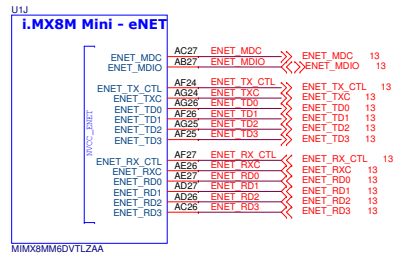 U1J
i.MX8M Mini - eNET
ENET_MDC AC27 ENET_MDC ENET_MDC 13
ENET_MDIO AB27 ENET_MDIO ENET_MDIO 13
ENET_TX_CTL AF24 ENET_TX_CTL ENET_TX_CTL 13
ENET_TXC AG24 ENET_TXC ENET_TXC 13
ENET_TD0 AG26 ENET_TD0 ENET_TD0 13
ENET_TD1 AF26 ENET_TD1 ENET_TD1 13
ENET_TD2 AG25 ENET_TD2 ENET_TD2 13
ENET_TD3 AF25 ENET_TD3 ENET_TD3 13
NVCC_ENET
ENET_RX_CTL AF27 ENET_RX_CTL ENET_RX_CTL 13
ENET_RXC AE26 ENET_RXC ENET_RXC 13
ENET_RD0 AE27 ENET_RD0 ENET_RD0 13
ENET_RD1 AD27 ENET_RD1 ENET_RD1 13
ENET_RD2 AD26 ENET_RD2 ENET_RD2 13
ENET_RD3 AC26 ENET_RD3 ENET_RD3 13
MIMX8MM6DVTLZAA